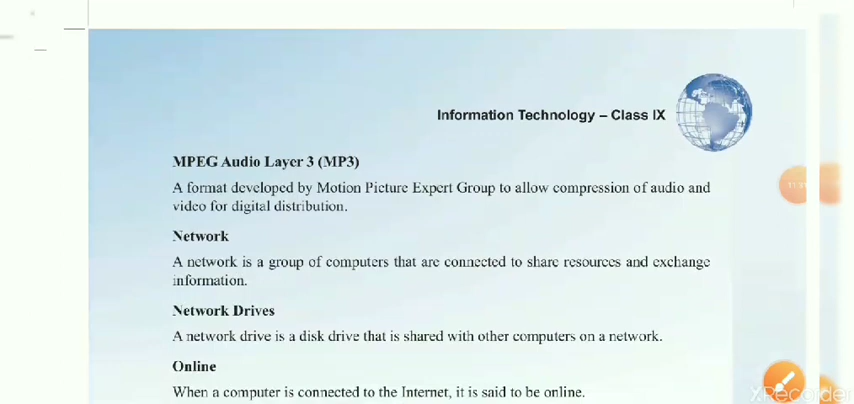 Information Technology – Class IX
MPEG Audio Layer 3 (MP3)
A format developed by Motion Picture Expert Group to allow compression of audio and
video for digital distribution.
Network
A network is a group of computers that are connected to share resources and exchange
information.
Network Drives
A network drive is a disk drive that is shared with other computers on a network.
Online
When a computer is connected to the Internet, it is said to be online.
XRecorder